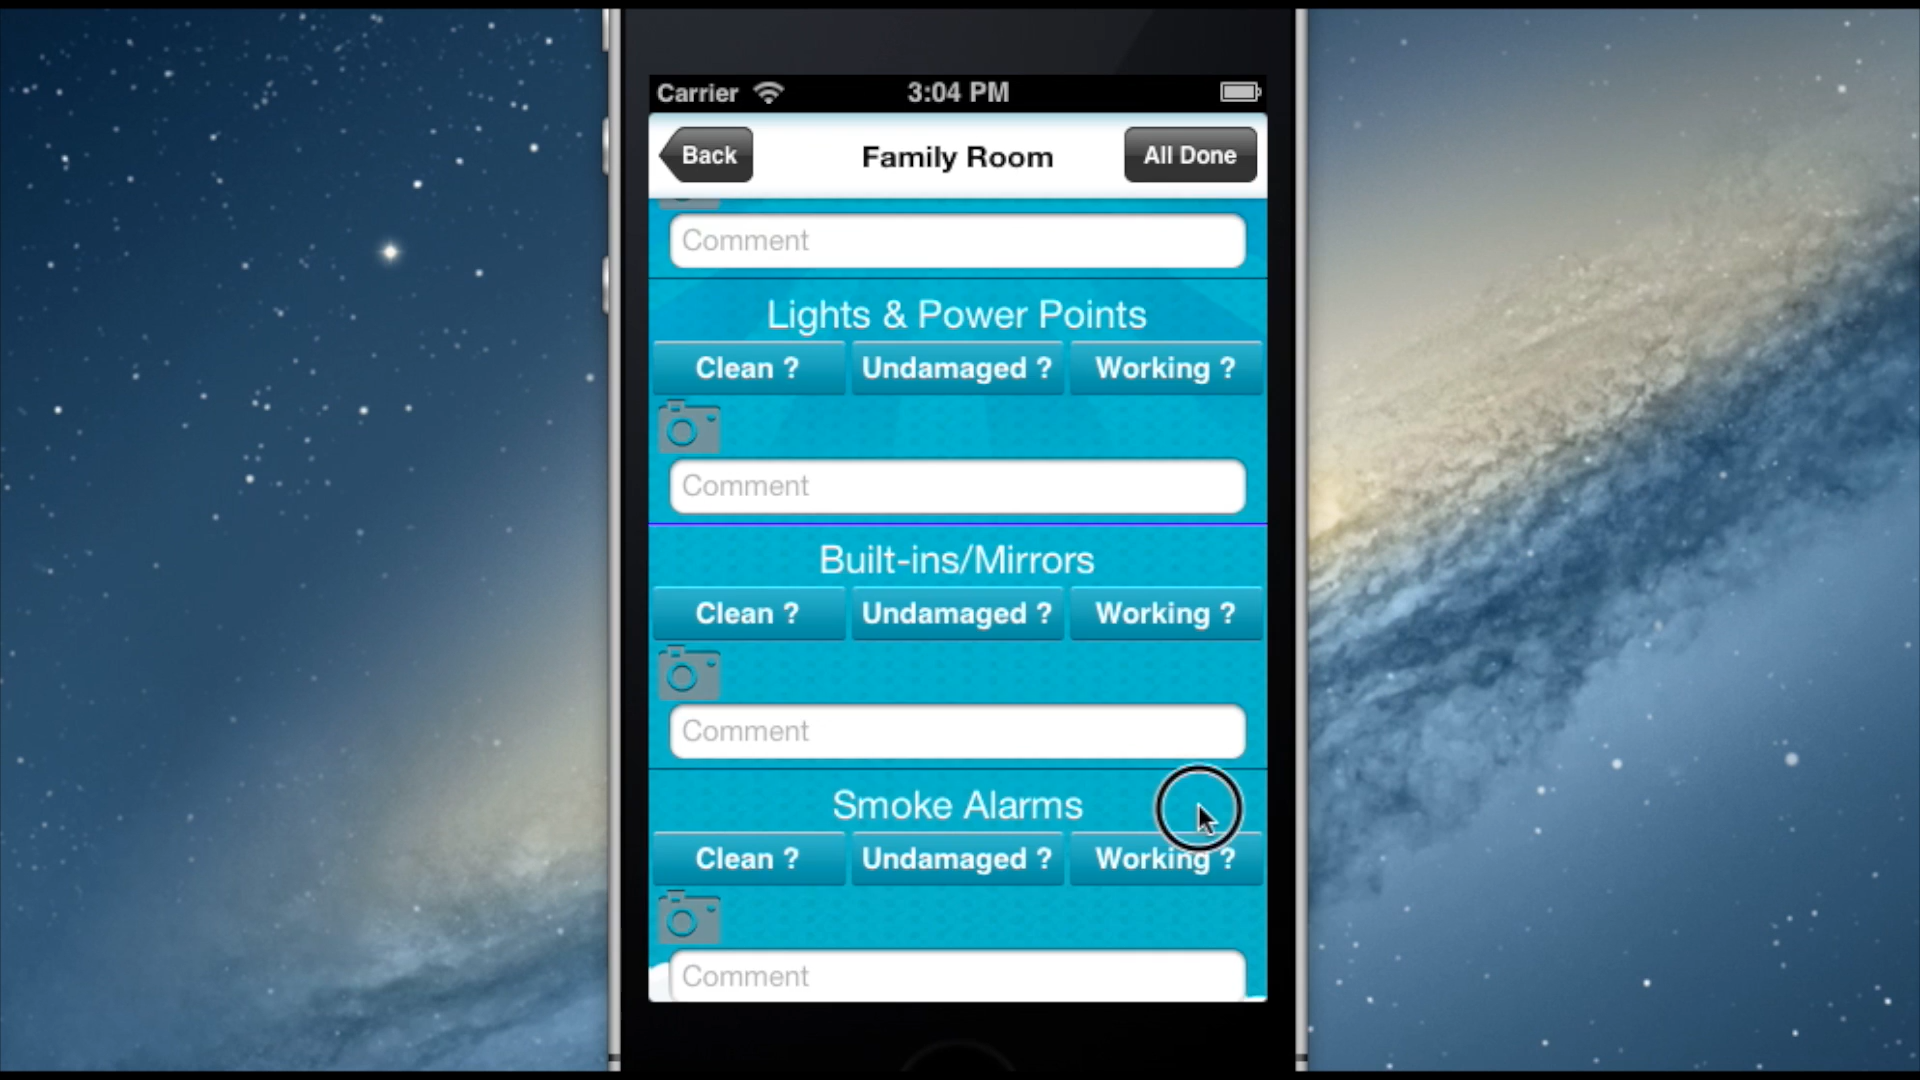 Carrier 3:04 PM
Back Family Room All Done
Comment
Lights & Power Points
Clean ? Undamaged ? Working ?
Comment
Built-ins/Mirrors
Clean ? Undamaged ? Working ?
Comment
Smoke Alarms
Clean ? Undamaged ? Working ?
Comment